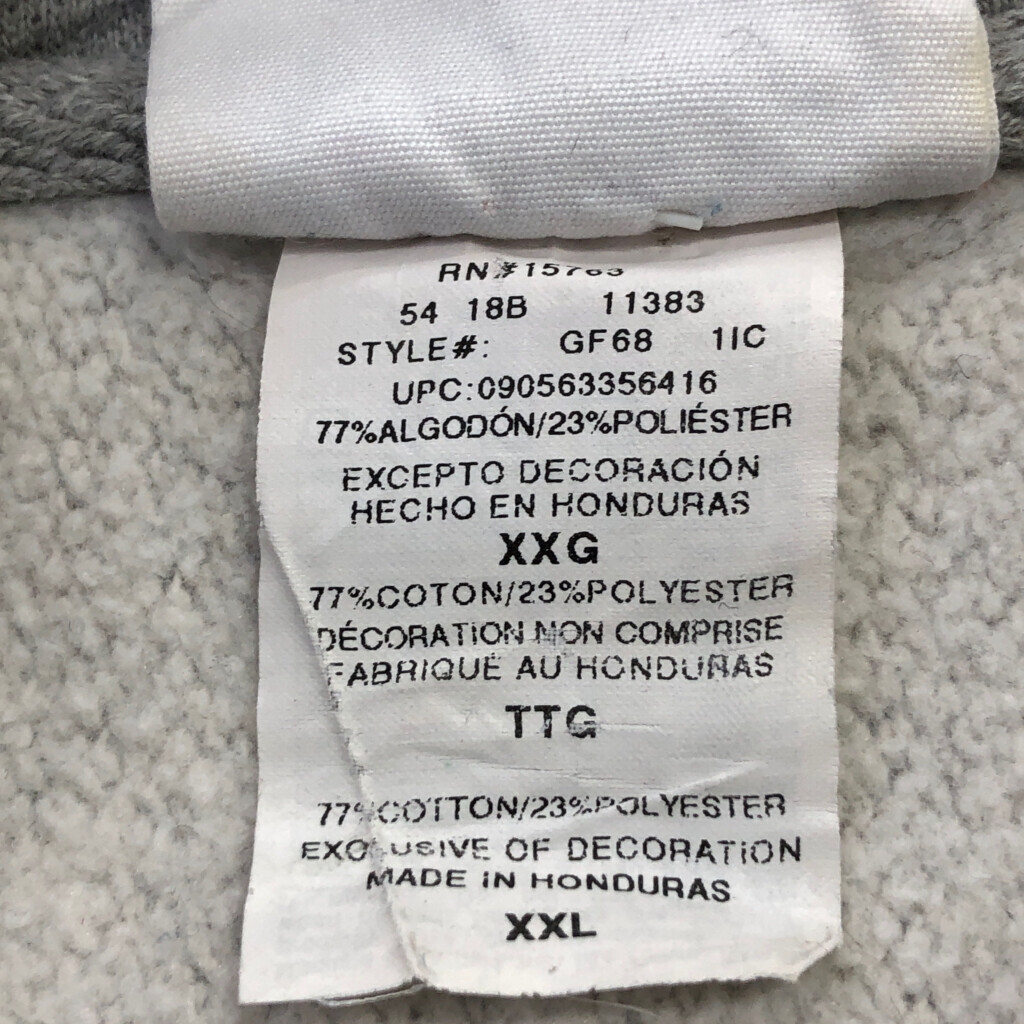 RN#15763
54 18B 11383
STYLE#: GF68 1IC
UPC:090563356416
77%ALGODÓN/23%POLIÉSTER
EXCEPTO DECORACIÓN
HECHO EN HONDURAS
XXG
77%COTON/23%POLYESTER
DÉCORATION NON COMPRISE
FABRIQUÉ AU HONDURAS
TTG
77%COTTON/23%POLYESTER
EXCLUSIVE OF DECORATION
MADE IN HONDURAS
XXL